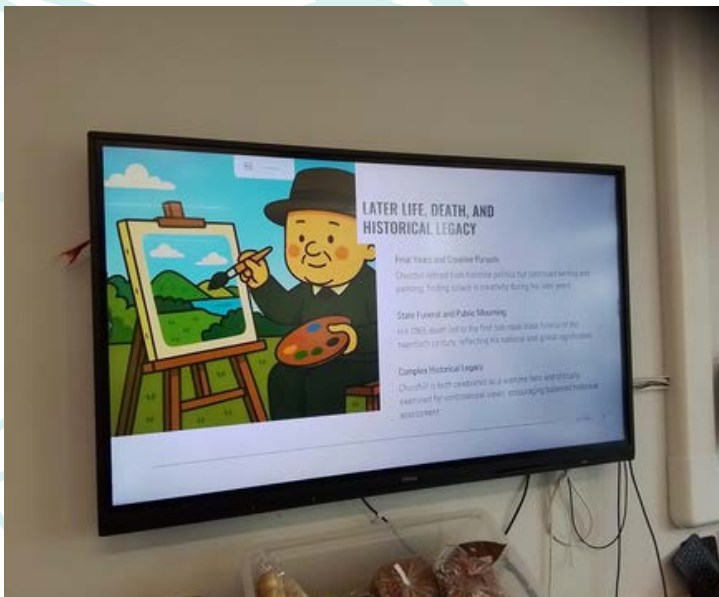 LATER LIFE, DEATH, AND
HISTORICAL LEGACY
Final Years and Creative Pursuits
Churchill retired from frontline politics but continued writing and
painting, finding solace in creativity during his later years.
State Funeral and Public Mourning
His 1965 death led to the first non-royal state funeral of the
twentieth century, reflecting his national and global significance.
Complex Historical Legacy
Churchill is both celebrated as a wartime hero and critically
examined for controversial views, encouraging balanced historical
assessment.